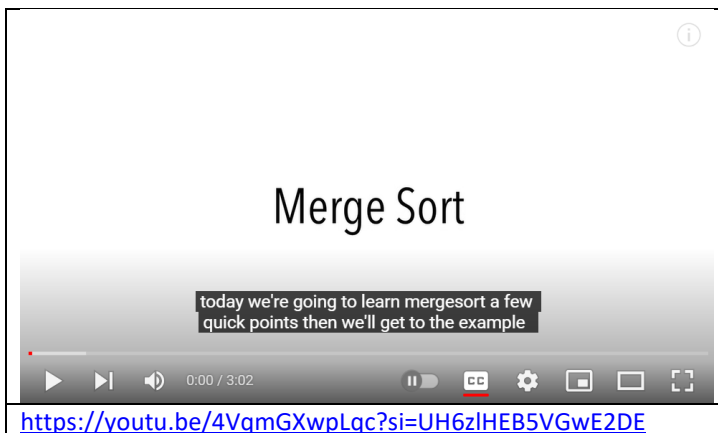 Merge Sort
today we're going to learn mergesort a few
quick points then we'll get to the example
0:00 / 3:02
CC
https://youtu.be/4VqmGXwpLqc?si=UH6zlHEB5VGwE2DE